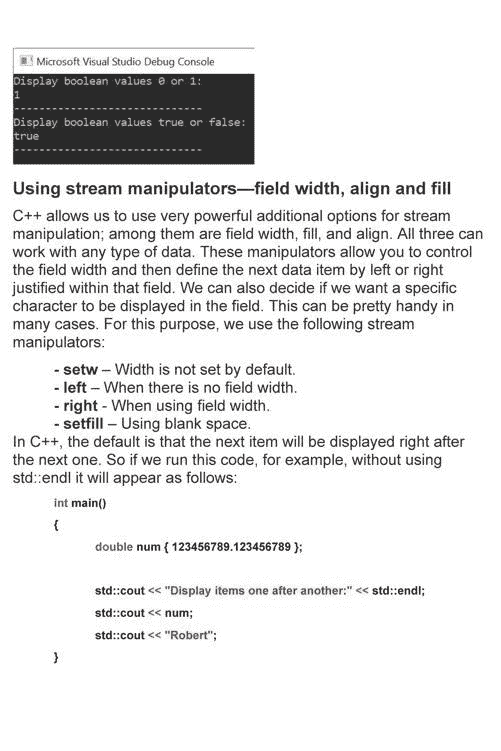 Microsoft Visual Studio Debug Console
Display boolean values 0 or 1:
1
------------------------------
Display boolean values true or false:
true
------------------------------
Using stream manipulators—field width, align and fill
C++ allows us to use very powerful additional options for stream
manipulation; among them are field width, fill, and align. All three can
work with any type of data. These manipulators allow you to control
the field width and then define the next data item by left or right
justified within that field. We can also decide if we want a specific
character to be displayed in the field. This can be pretty handy in
many cases. For this purpose, we use the following stream
manipulators:
- setw – Width is not set by default.
- left – When there is no field width.
- right - When using field width.
- setfill – Using blank space.
In C++, the default is that the next item will be displayed right after
the next one. So if we run this code, for example, without using
std::endl it will appear as follows:
int main()
{
double num { 123456789.123456789 };
std::cout << "Display items one after another:" << std::endl;
std::cout << num;
std::cout << "Robert";
}